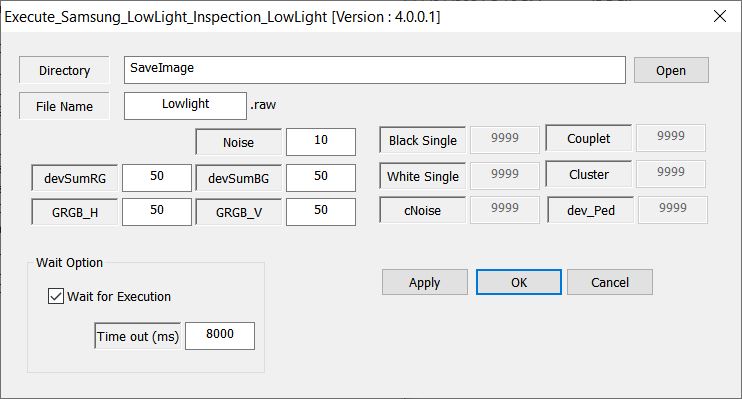 Execute_Samsung_LowLight_Inspection_LowLight [Version : 4.0.0.1]
Directory SaveImage Open
File Name Lowlight .raw
Noise 10 Black Single 9999 Couplet 9999
devSumRG 50 devSumBG 50 White Single 9999 Cluster 9999
GRGB_H 50 GRGB_V 50 cNoise 9999 dev_Ped 9999
Wait Option
Apply OK Cancel
Wait for Execution
Time out (ms) 8000